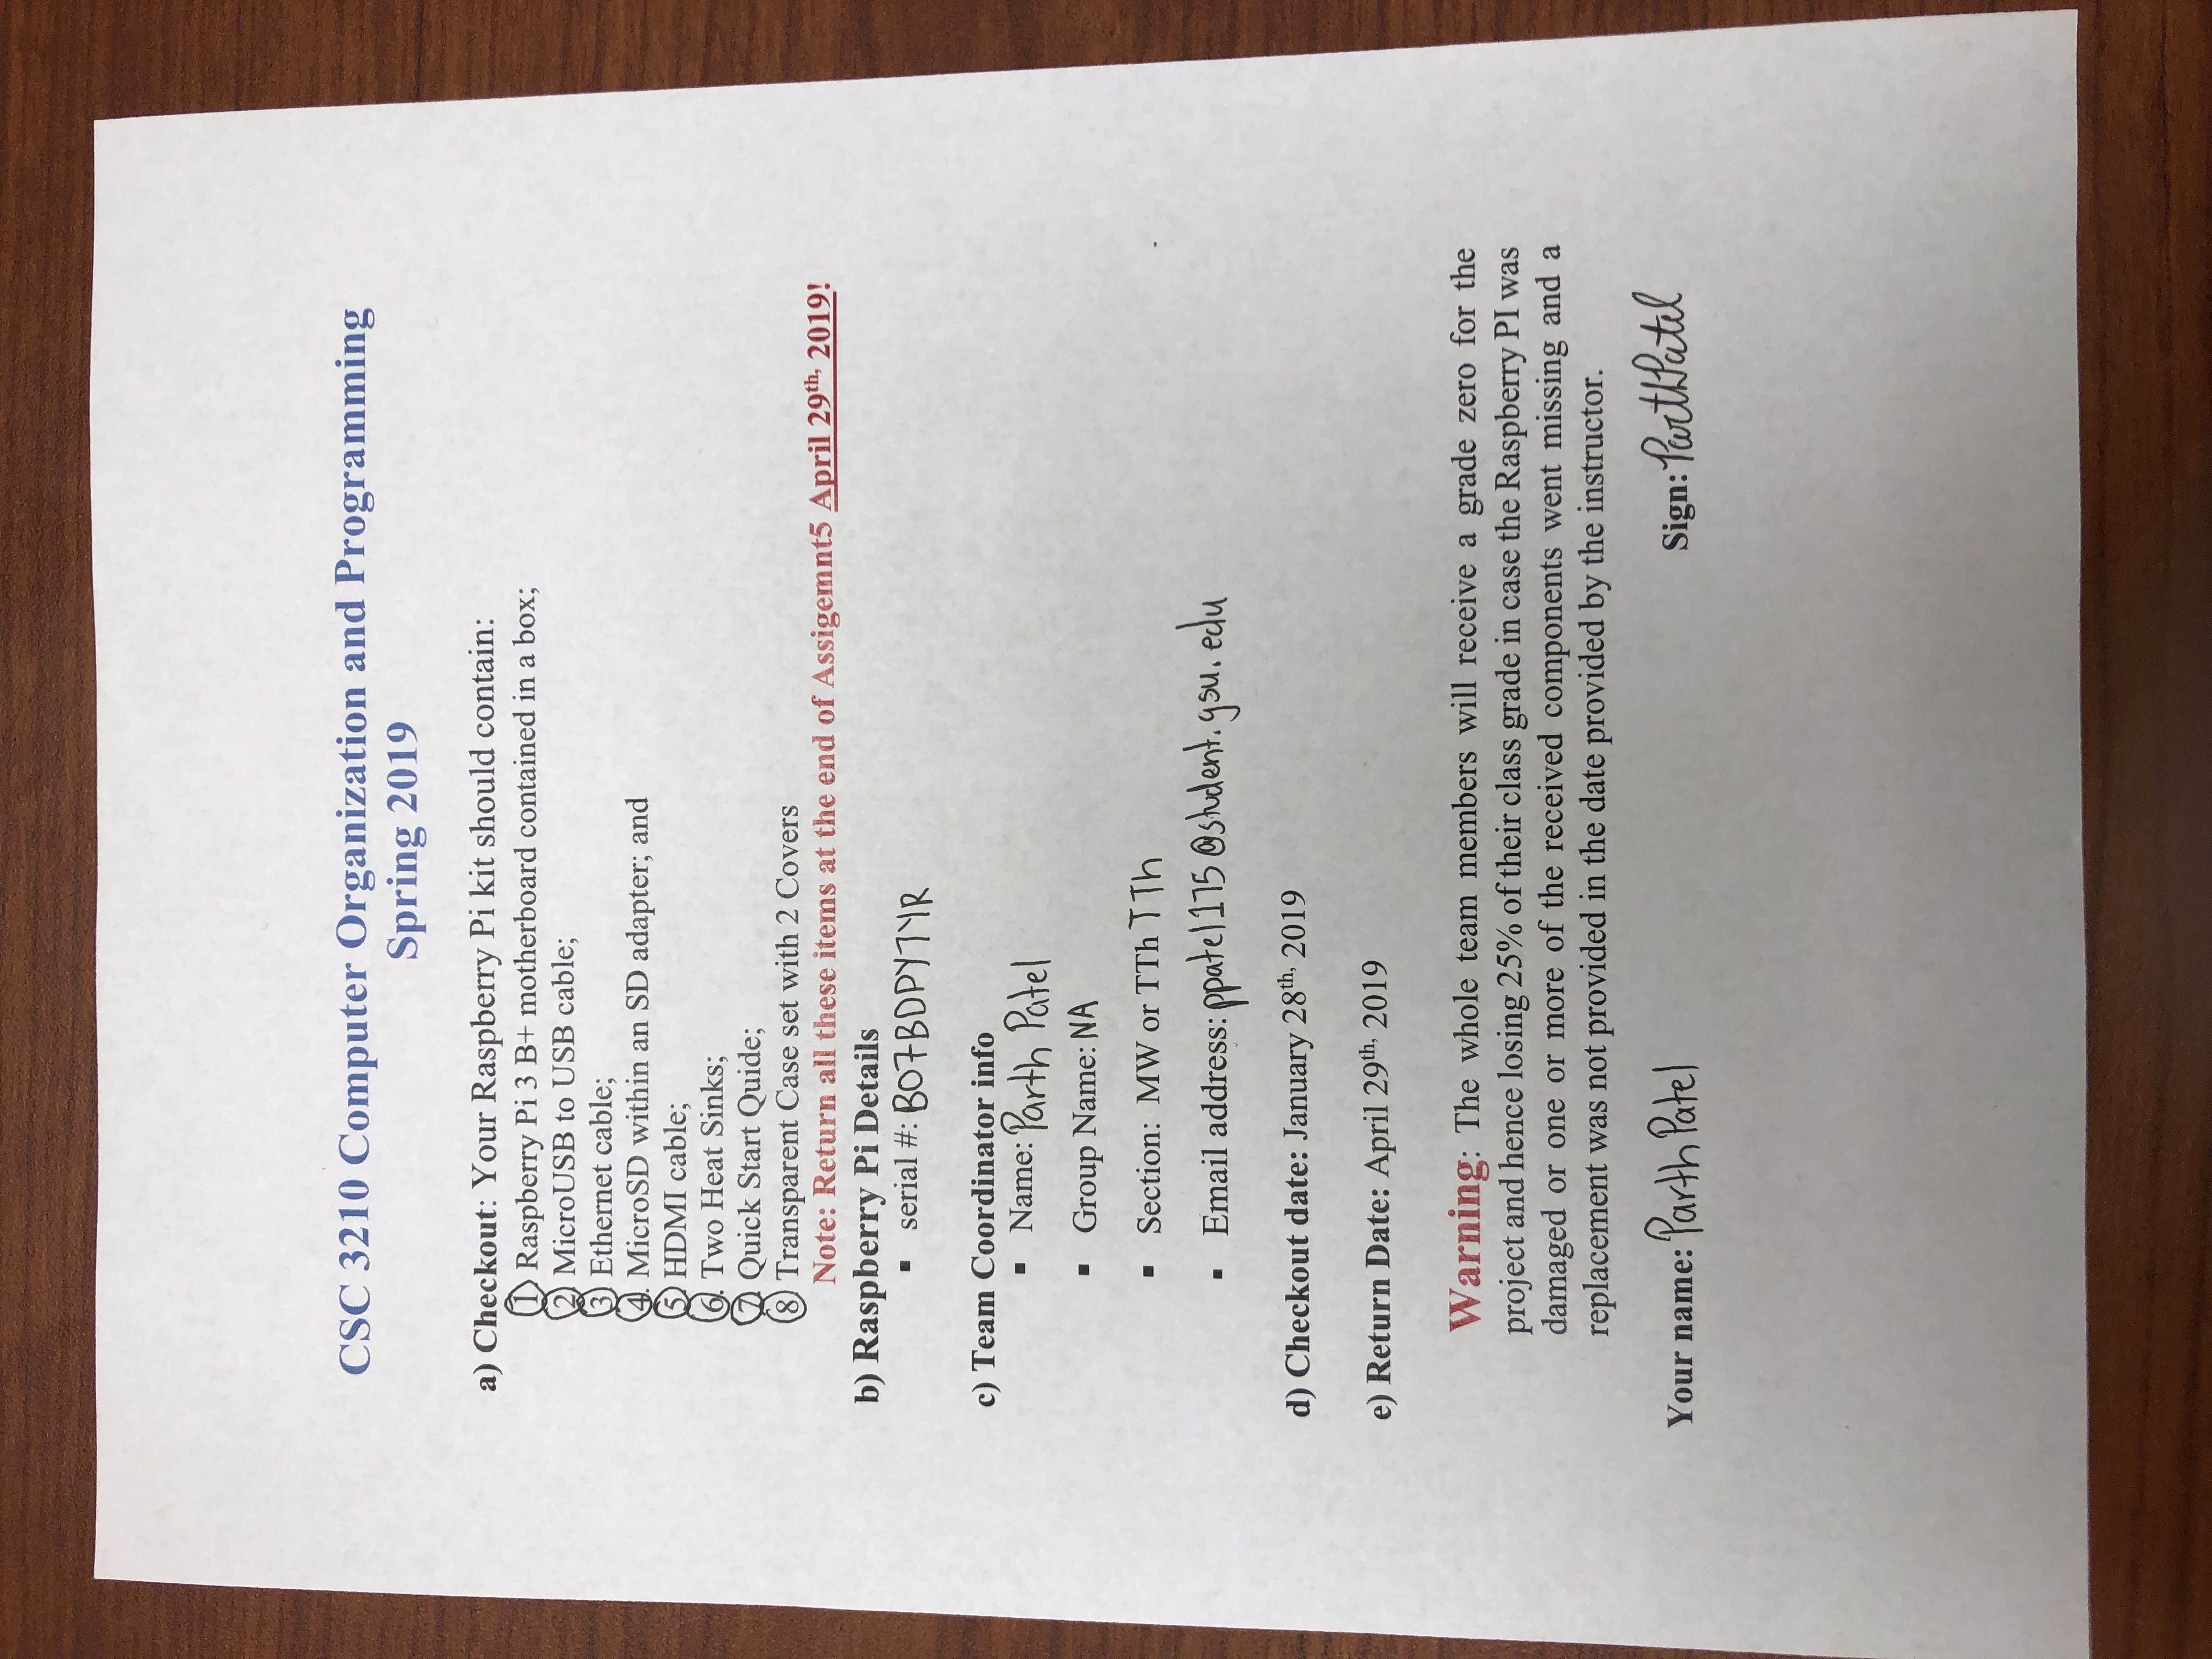 CSC 3210 Computer Organization and Programming
Spring 2019
a) Checkout: Your Raspberry Pi kit should contain:
1) Raspberry Pi 3 B+ motherboard contained in a box;
2) MicroUSB to USB cable;
3) Ethernet cable;
4. MicroSD within an SD adapter; and
5. HDMI cable;
6. Two Heat Sinks;
7. Quick Start Quide;
8) Transparent Case set with 2 Covers
Note: Return all these items at the end of Assigemnt5 April 29th, 2019!
b) Raspberry Pi Details
▪ serial #: B07BDPY7YR
c) Team Coordinator info
▪ Name: Parth Patel
▪ Group Name: NA
▪ Section: MW or TTh TTh
▪ Email address: ppatel175@student.gsu.edu
d) Checkout date: January 28th, 2019
e) Return Date: April 29th, 2019
Warning: The whole team members will receive a grade zero for the
project and hence losing 25% of their class grade in case the Raspberry PI was
damaged or one or more of the received components went missing and a
replacement was not provided in the date provided by the instructor.
Your name: Parth Patel Sign: Parth Patel